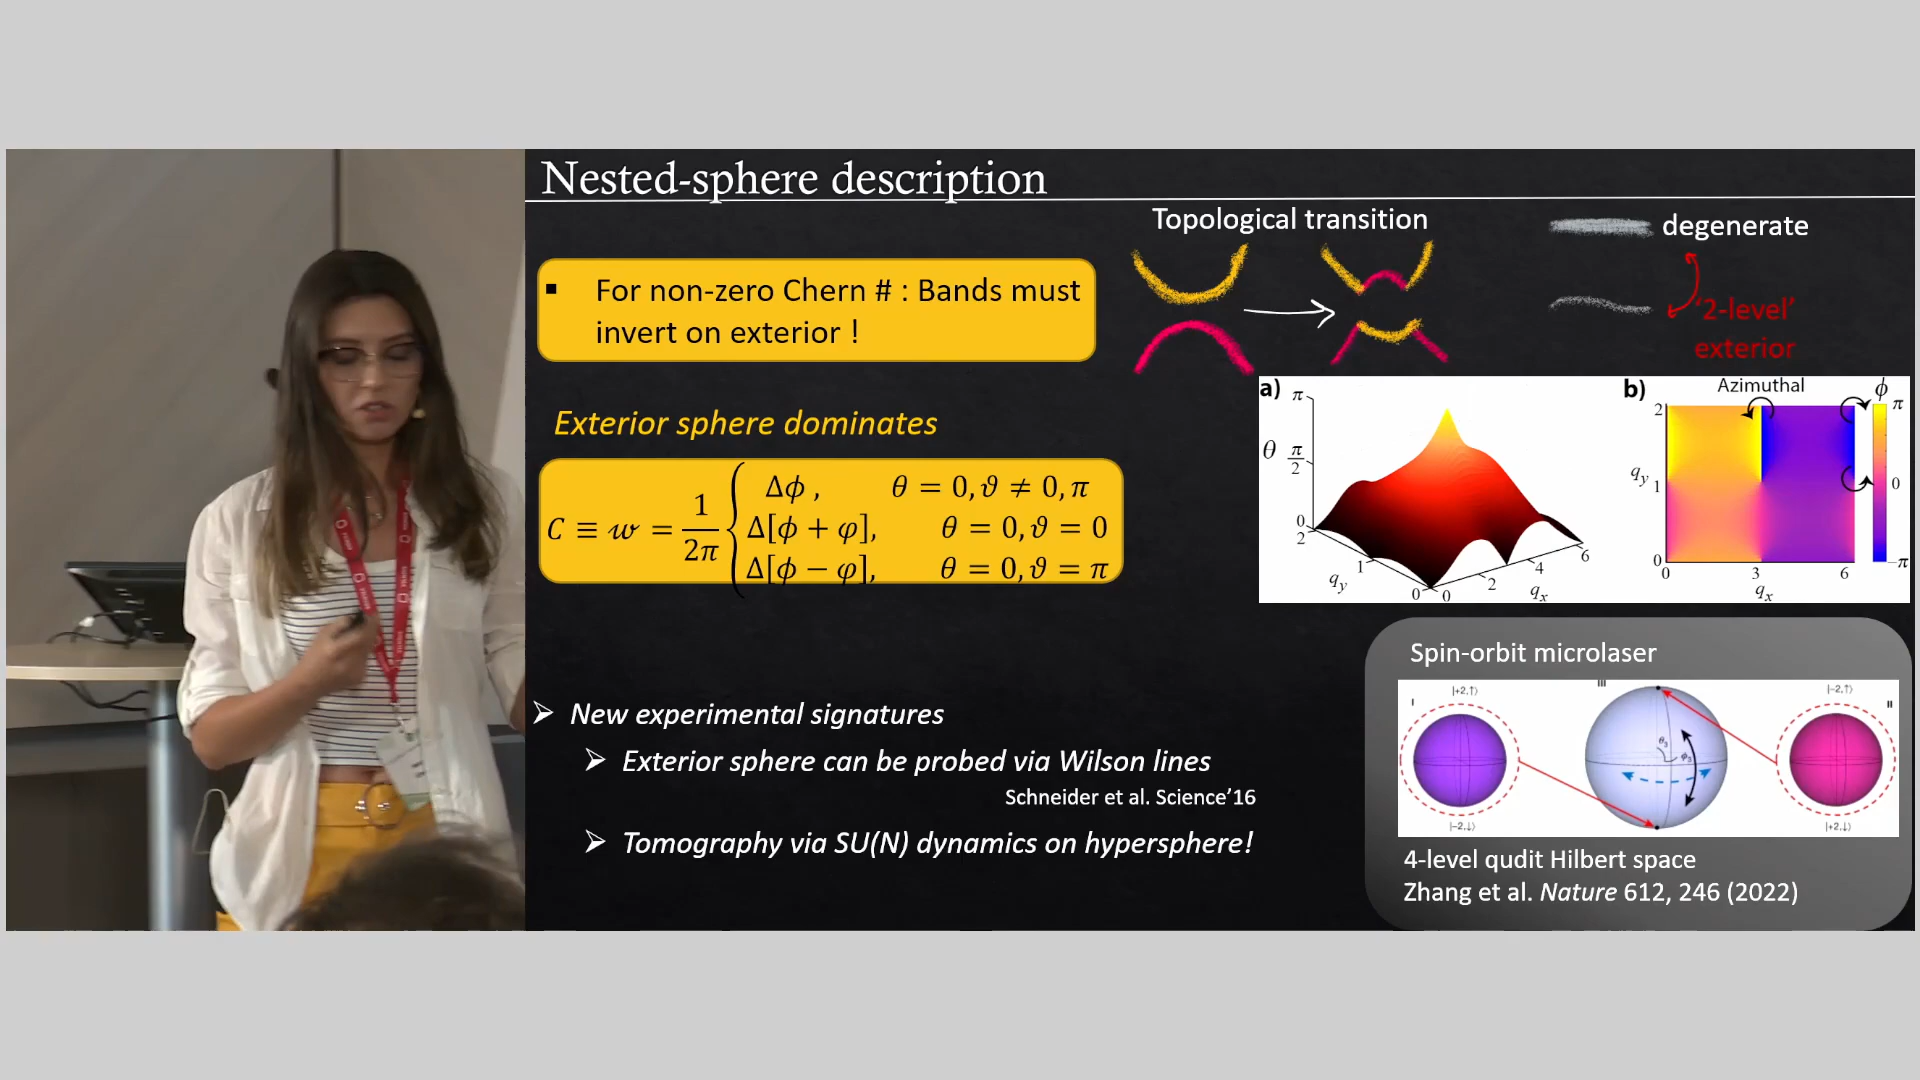 Nested-sphere description
▪ For non-zero Chern # : Bands must
invert on exterior !
Topological transition
degenerate
'2-level'
exterior
Exterior sphere dominates
C ≡ w = 1/2π { Δϕ , θ = 0, ϑ ≠ 0, π
Δ[ϕ + φ], θ = 0, ϑ = 0
Δ[ϕ − φ], θ = 0, ϑ = π
a)
π
θ π/2
0
2
1
0
q_y
0
2
4
6
q_x
b) Azimuthal ϕ
2
q_y 1
0
0 3 6
q_x
π
0
−π
➢ New experimental signatures
➢ Exterior sphere can be probed via Wilson lines
Schneider et al. Science'16
➢ Tomography via SU(N) dynamics on hypersphere!
Spin-orbit microlaser
I |+2,↑⟩ III |−2,↑⟩ II
θ₃ ϕ₃
|−2,↓⟩ |+2,↓⟩
4-level qudit Hilbert space
Zhang et al. Nature 612, 246 (2022)